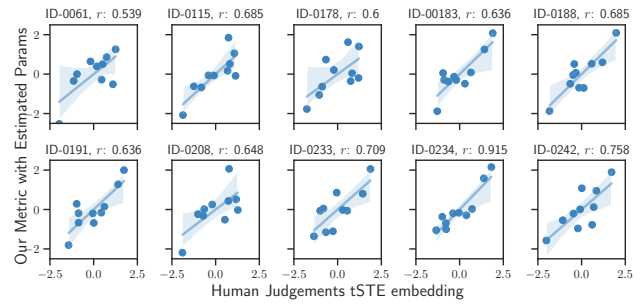 ID-0061, r: 0.539
ID-0115, r: 0.685
ID-0178, r: 0.6
ID-00183, r: 0.636
ID-0188, r: 0.685
Our Metric with Estimated Params
2
0
−2
ID-0191, r: 0.636
ID-0208, r: 0.648
ID-0233, r: 0.709
ID-0234, r: 0.915
ID-0242, r: 0.758
2
0
−2
−2.5 0.0 2.5
−2.5 0.0 2.5
−2.5 0.0 2.5
−2.5 0.0 2.5
−2.5 0.0 2.5
Human Judgements tSTE embedding